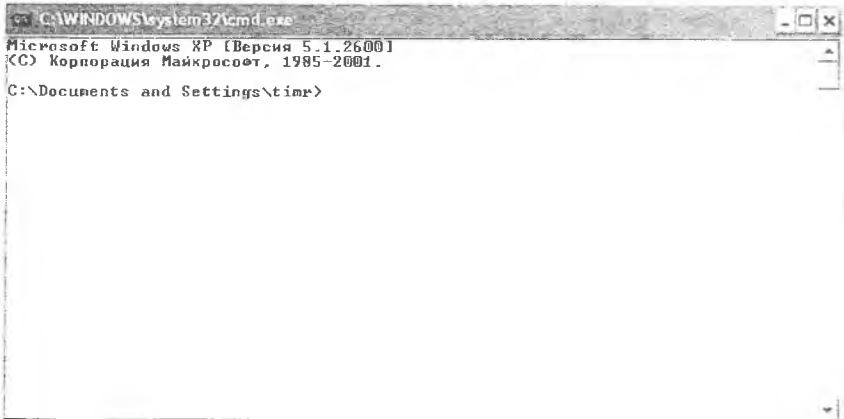 C:\WINDOWS\system32\cmd.exe
Microsoft Windows XP [Версия 5.1.2600]
(С) Корпорация Майкрософт, 1985-2001.
C:\Documents and Settings\timr>